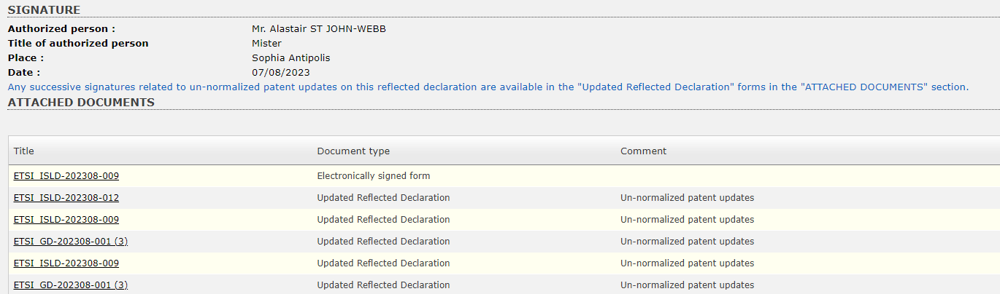 SIGNATURE
Authorized person : Mr. Alastair ST JOHN-WEBB
Title of authorized person Mister
Place : Sophia Antipolis
Date : 07/08/2023
Any successive signatures related to un-normalized patent updates on this reflected declaration are available in the "Updated Reflected Declaration" forms in the "ATTACHED DOCUMENTS" section.
ATTACHED DOCUMENTS
Title Document type Comment
ETSI_ISLD-202308-009 Electronically signed form
ETSI_ISLD-202308-012 Updated Reflected Declaration Un-normalized patent updates
ETSI_ISLD-202308-009 Updated Reflected Declaration Un-normalized patent updates
ETSI_GD-202308-001 (3) Updated Reflected Declaration Un-normalized patent updates
ETSI_ISLD-202308-009 Updated Reflected Declaration Un-normalized patent updates
ETSI_GD-202308-001 (3) Updated Reflected Declaration Un-normalized patent updates